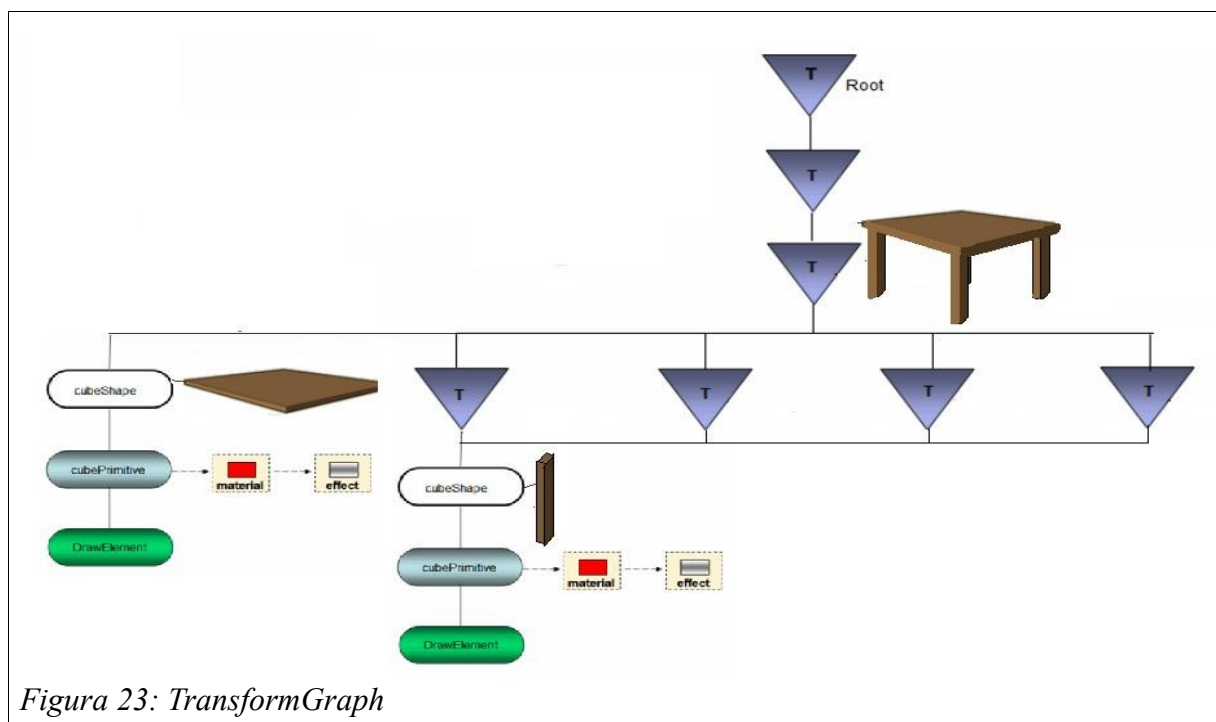 T
Root
T
T
cubeShape
T
T
T
T
cubePrimitive
material
effect
cubeShape
DrawElement
cubePrimitive
material
effect
DrawElement
Figura 23: TransformGraph